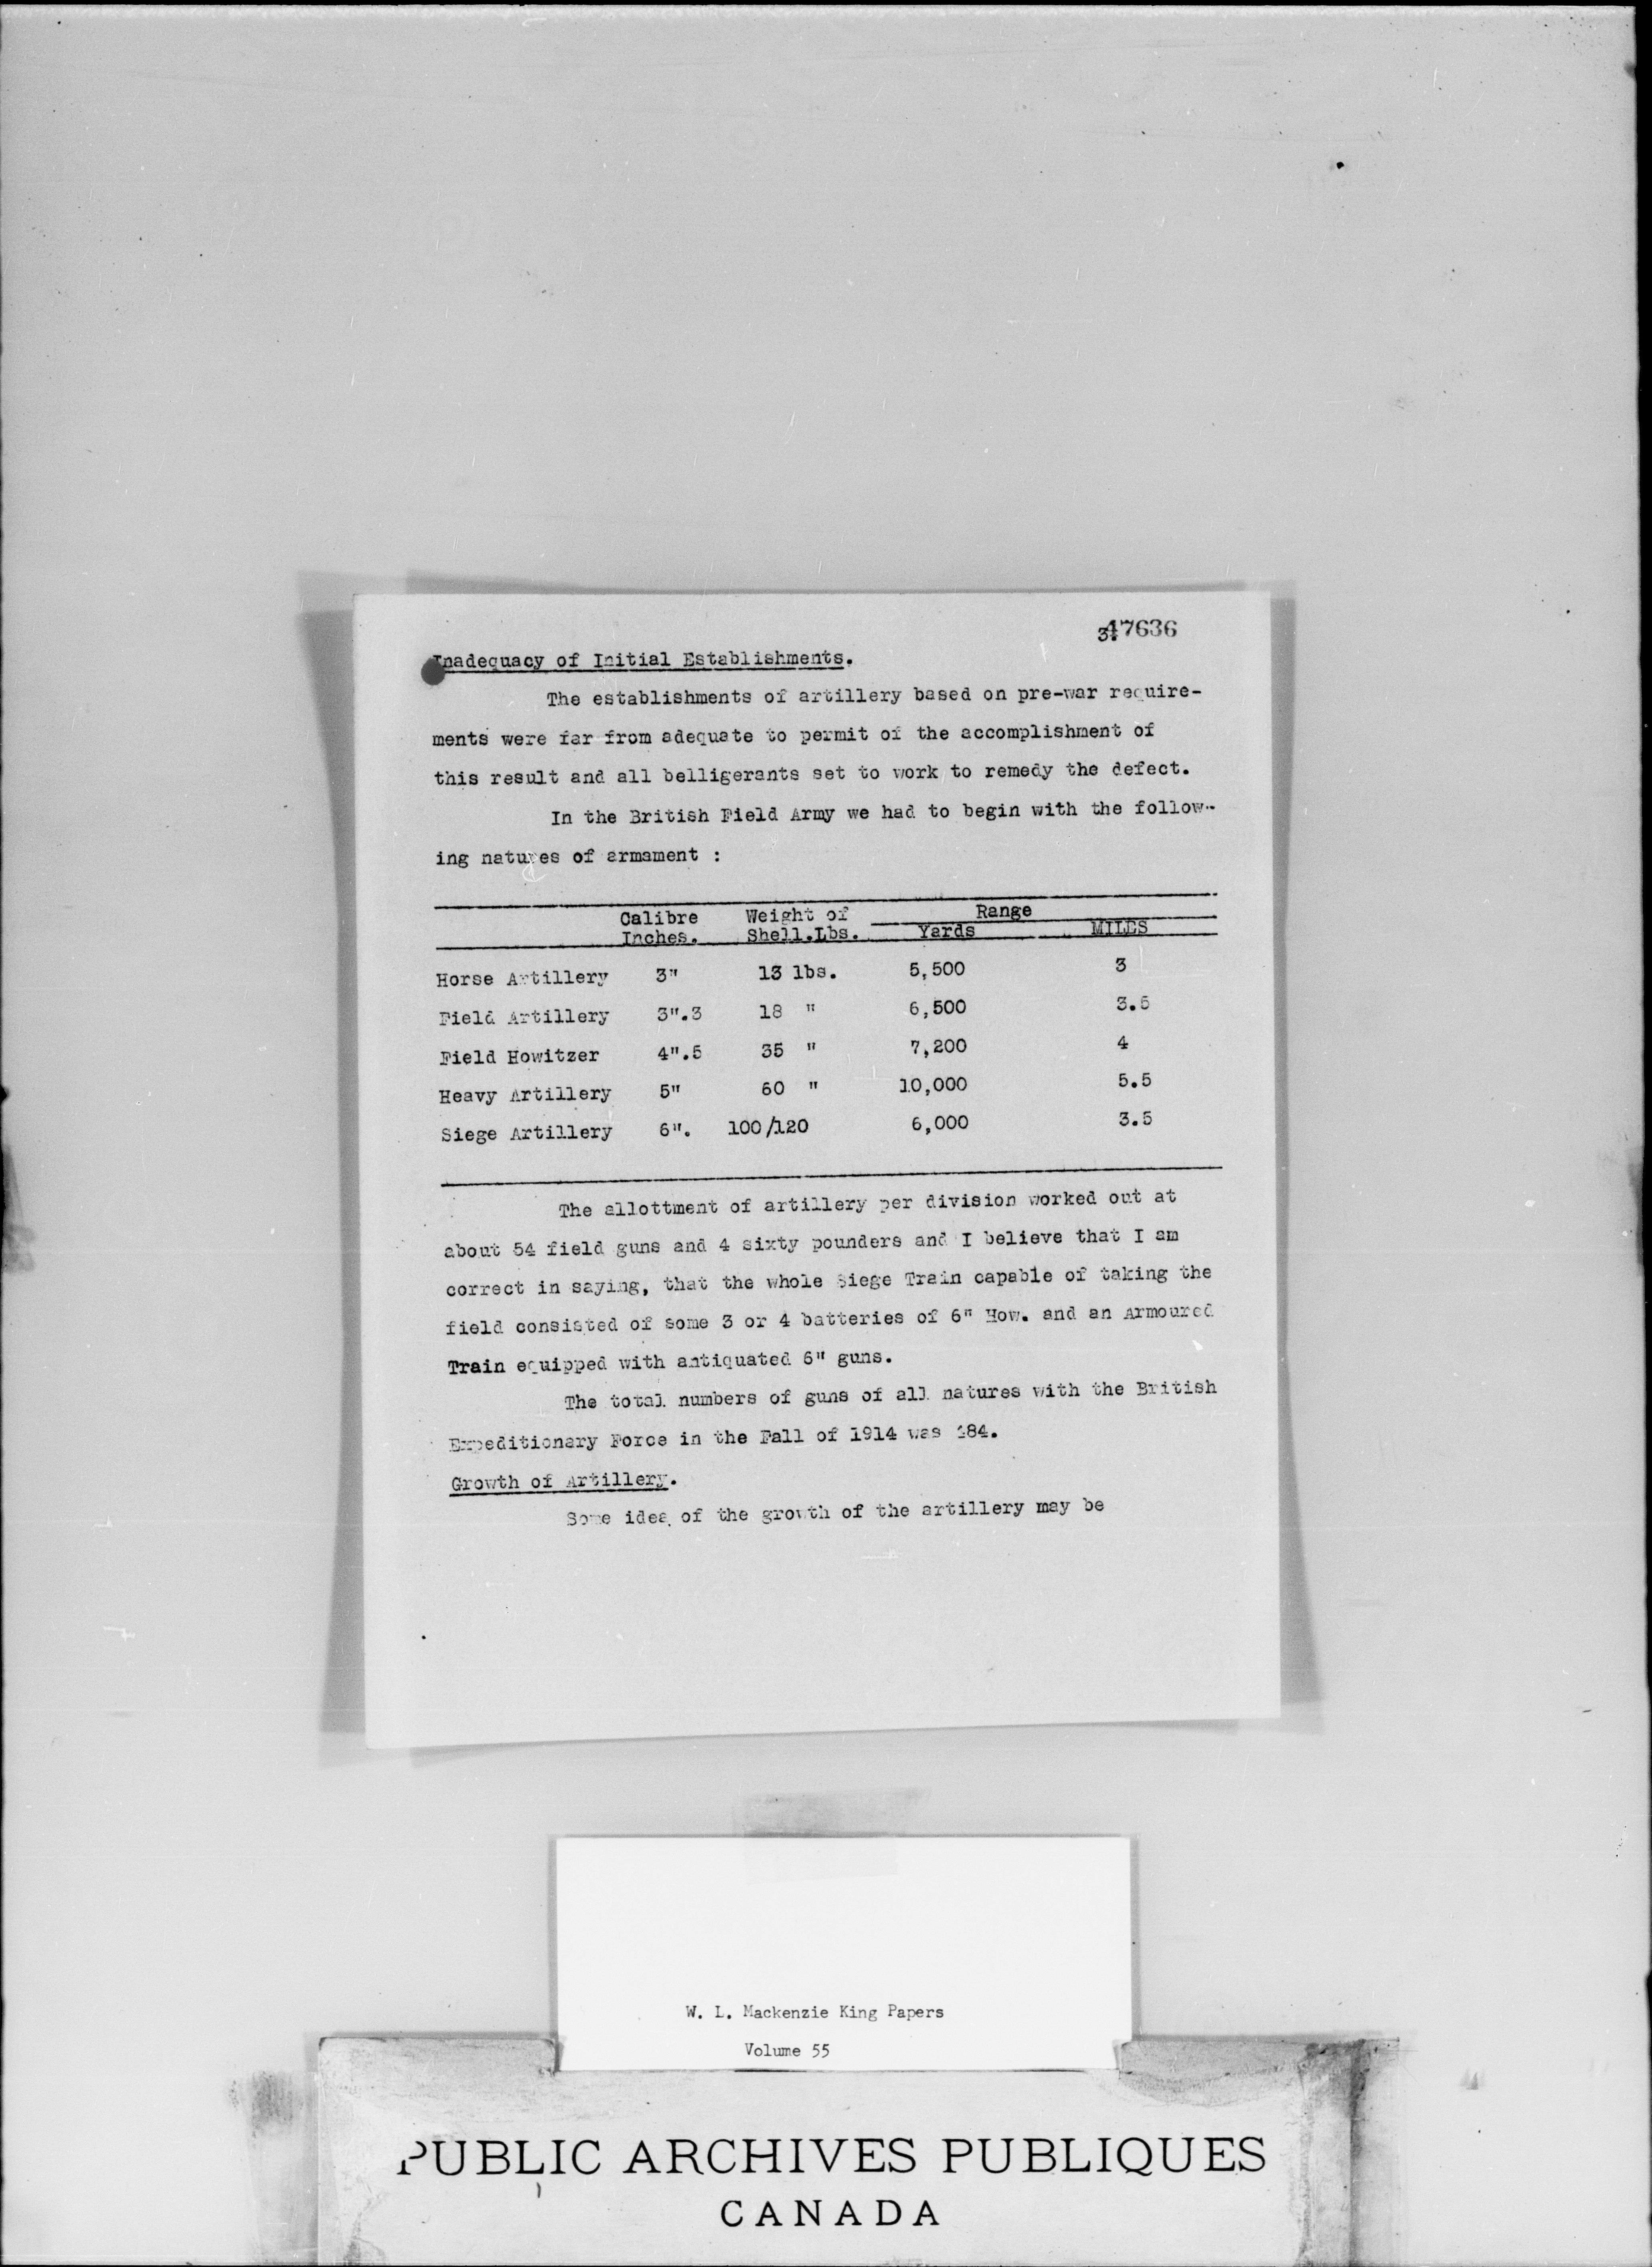 3. 47636
Inadequacy of Initial Establishments.
The establishments of artillery based on pre-war require-
ments were far from adequate to permit of the accomplishment of
this result and all belligerants set to work to remedy the defect.
In the British Field Army we had to begin with the follow-
ing natures of armament :
Calibre Weight of Range
Inches. Shell.Lbs. Yards MILES
Horse Artillery 3" 13 lbs. 5,500 3
Field Artillery 3".3 18 " 6,500 3.5
Field Howitzer 4".5 35 " 7,200 4
Heavy Artillery 5" 60 " 10,000 5.5
Siege Artillery 6". 100/120 6,000 3.5
The allottment of artillery per division worked out at
about 54 field guns and 4 sixty pounders and I believe that I am
correct in saying, that the whole Siege Train capable of taking the
field consisted of some 3 or 4 batteries of 6" How. and an Armoured
Train equipped with antiquated 6" guns.
The total numbers of guns of all natures with the British
Expeditionary Force in the Fall of 1914 was
Growth of Artillery.
Some idea of the growth of the artillery may be
W. L. Mackenzie King Papers
Volume 55
PUBLIC ARCHIVES PUBLIQUES
CANADA